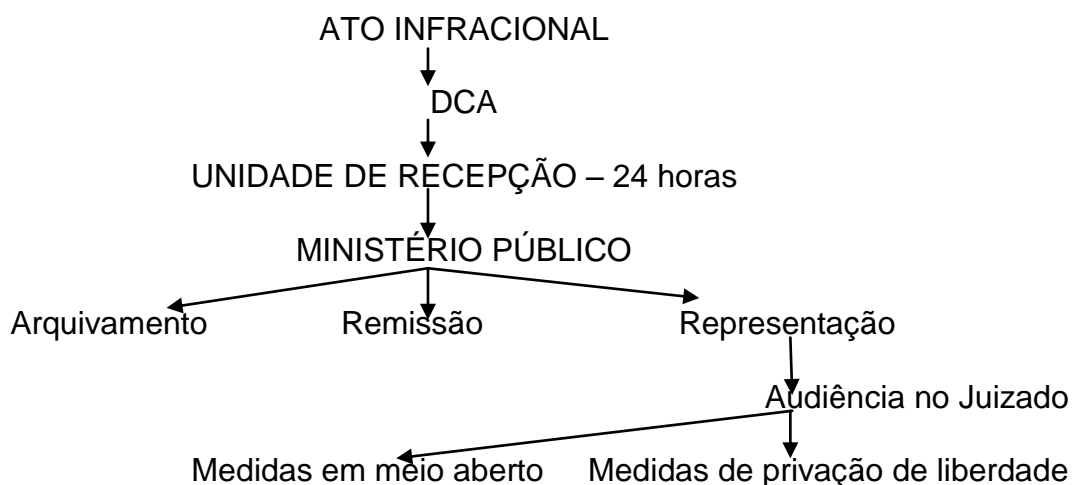 ATO INFRACIONAL
DCA
UNIDADE DE RECEPÇÃO – 24 horas
MINISTÉRIO PÚBLICO
Arquivamento Remissão Representação
Audiência no Juizado
Medidas em meio aberto Medidas de privação de liberdade